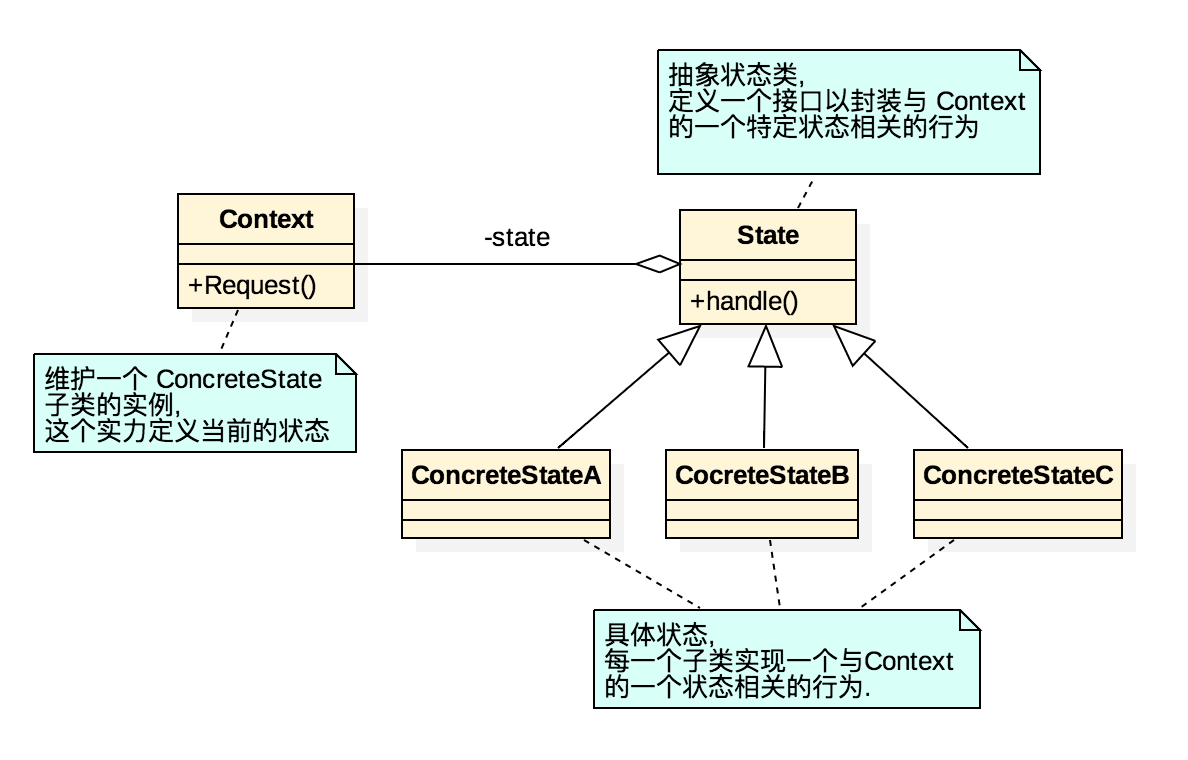 抽象状态类,
定义一个接口以封装与 Context
的一个特定状态相关的行为
Context
+Request()
-state
State
+handle()
维护一个 ConcreteState
子类的实例,
这个实力定义当前的状态
ConcreteStateA
CocreteStateB
ConcreteStateC
具体状态,
每一个子类实现一个与Context
的一个状态相关的行为.